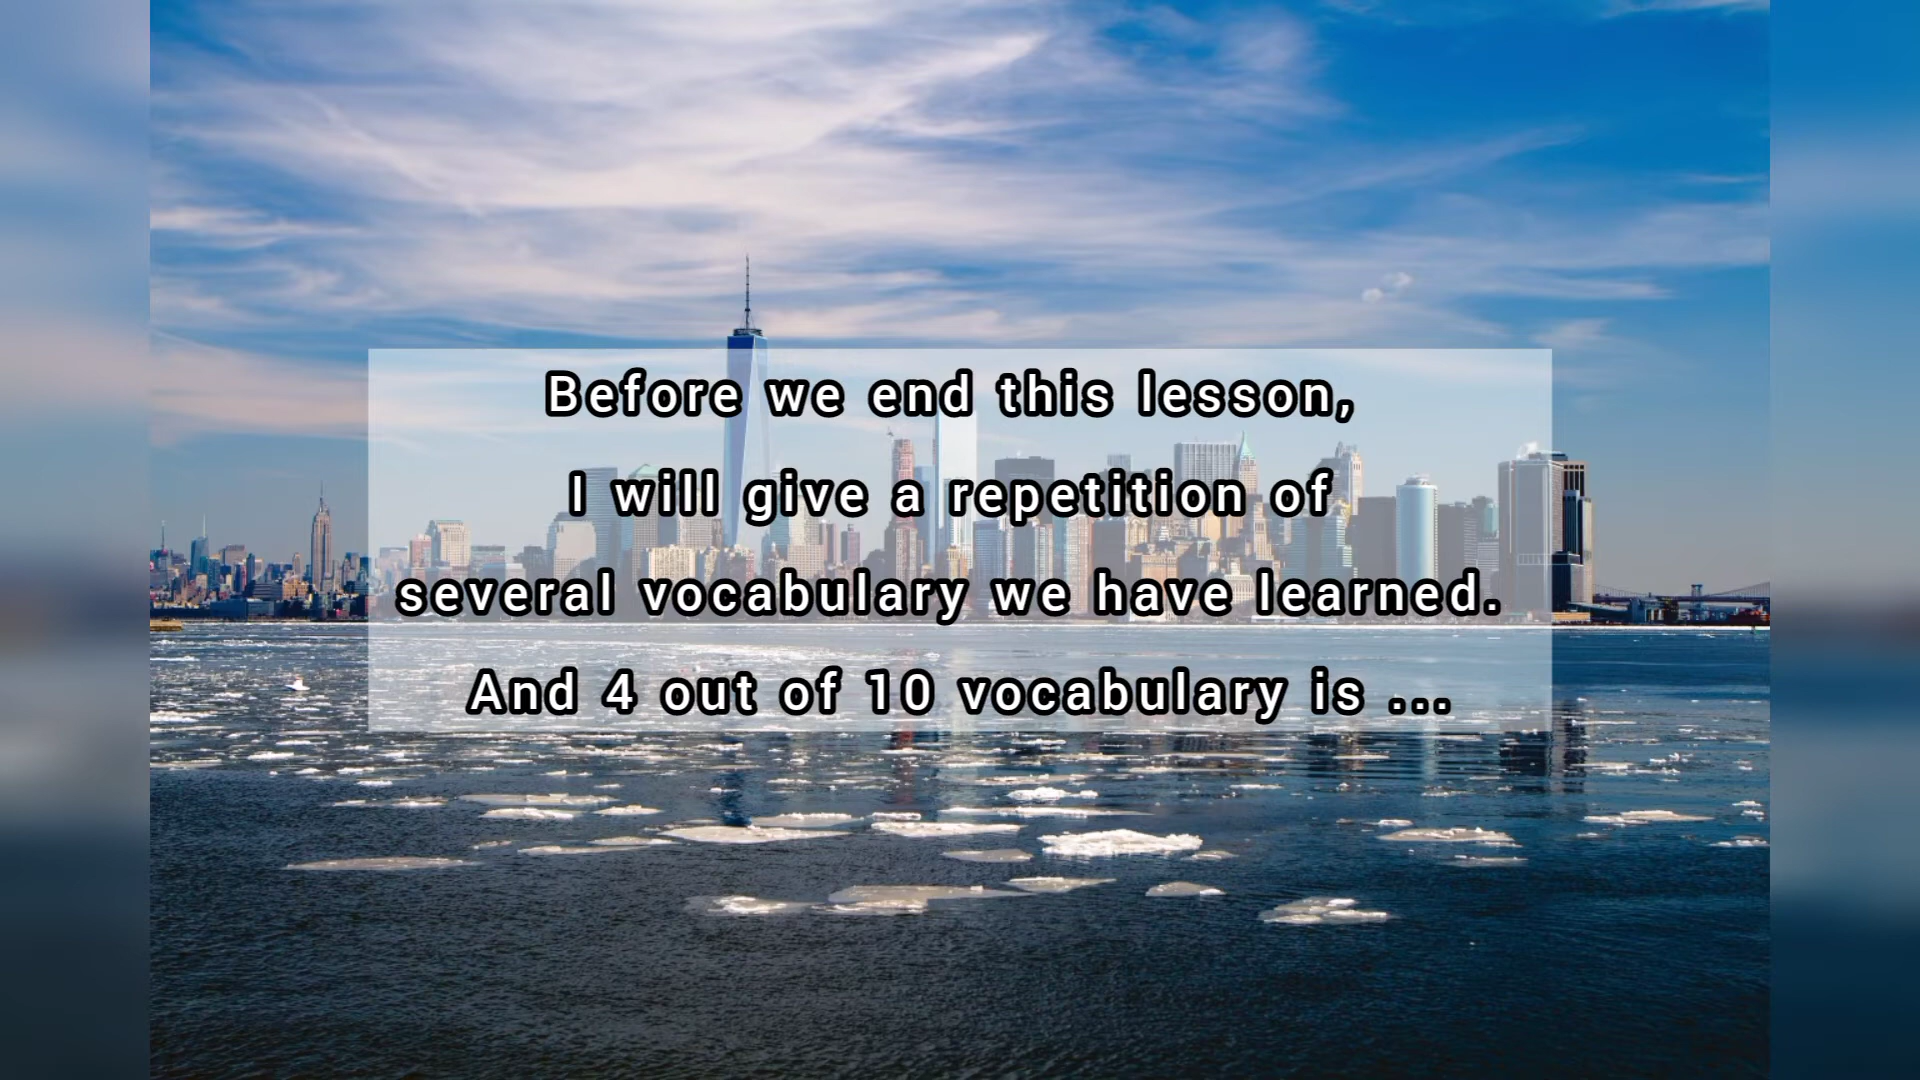 Before we end this lesson,
I will give a repetition of
several vocabulary we have learned.
And 4 out of 10 vocabulary is ...